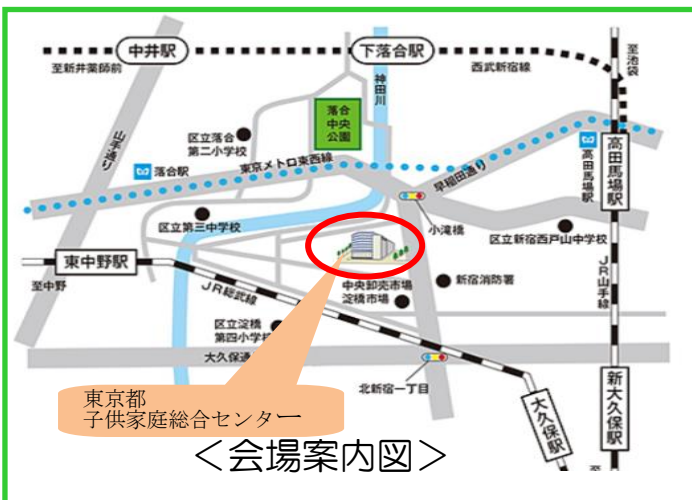 中井駅
下落合駅
至新井薬師前
西武新宿線
至池袋
神田川
落合
中央
公園
山手通り
区立落合
第二小学校
東京メトロ東西線
落合駅
早稲田通り
高田馬場駅
高田馬場駅
小滝橋
区立第三中学校
区立新宿西戸山中学校
東中野駅
至中野
JR総武線
中央卸売市場
淀橋市場
新宿消防署
JR山手線
区立淀橋
第四小学校
大久保通
北新宿一丁目
大久保駅
新大久保駅
至
東京都
子供家庭総合センター
＜会場案内図＞